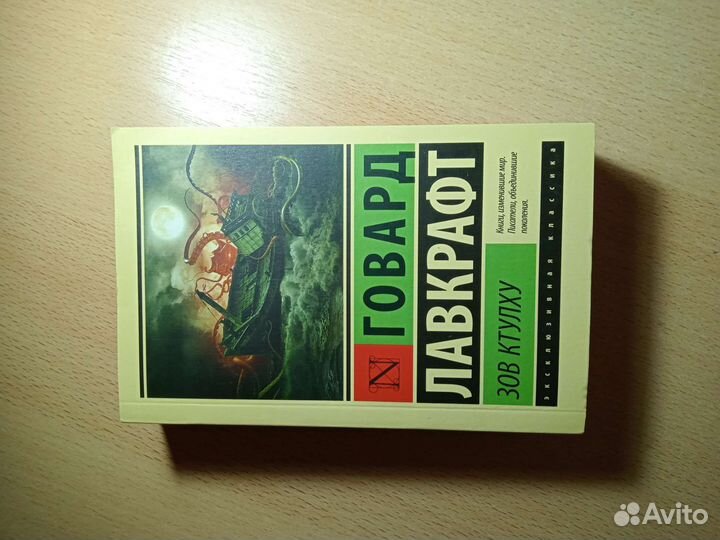 N
ГОВАРД
ЛАВКРАФТ
ЗОВ КТУЛХУ
Книги, изменившие мир.
Писатели, объединившие
поколения.
эксклюзивная классика
Avito